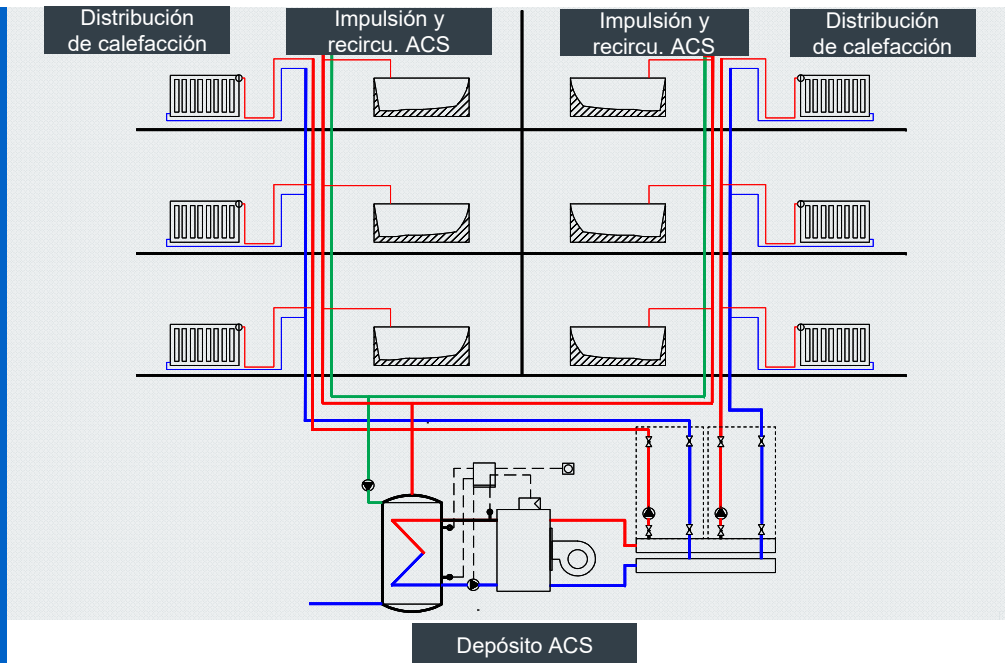 Distribución
de calefacción
Impulsión y
recircu. ACS
Impulsión y
recircu. ACS
Distribución
de calefacción
Depósito ACS